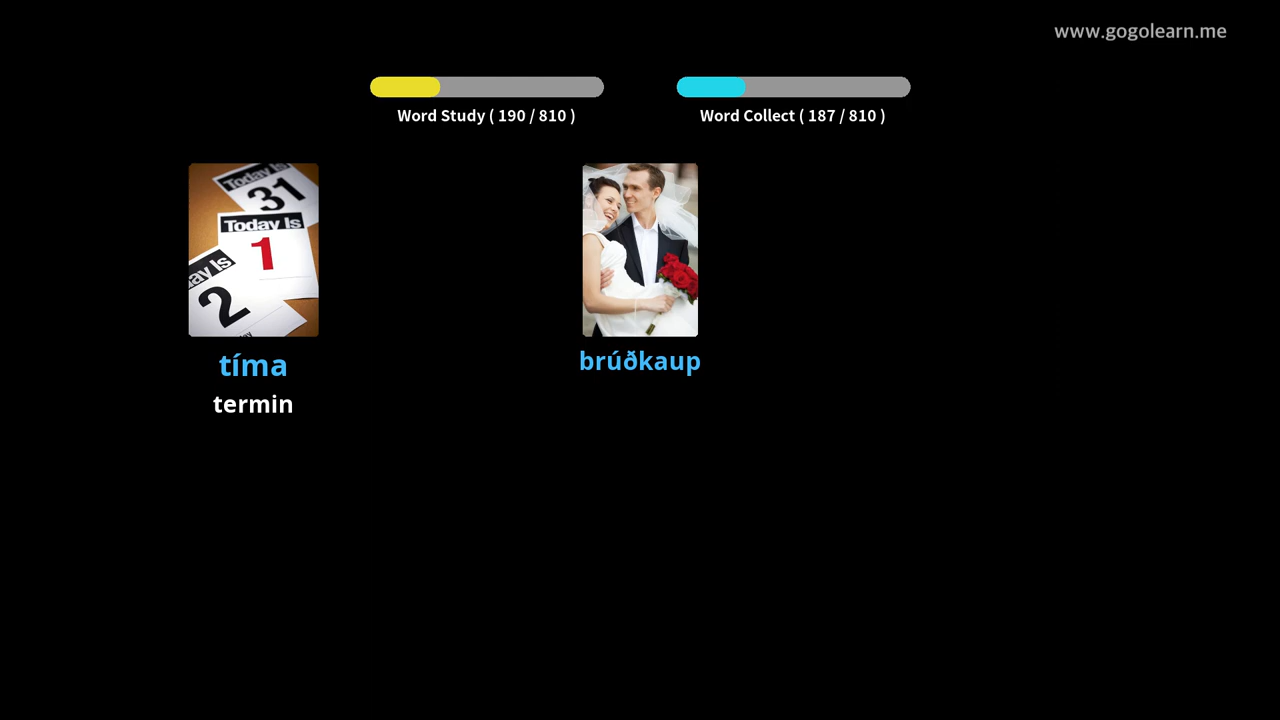 www.gogolearn.me
Word Study ( 190 / 810 )
Word Collect ( 187 / 810 )
Today Is
31
Today Is
1
ay Is
2
tíma
termin
brúðkaup